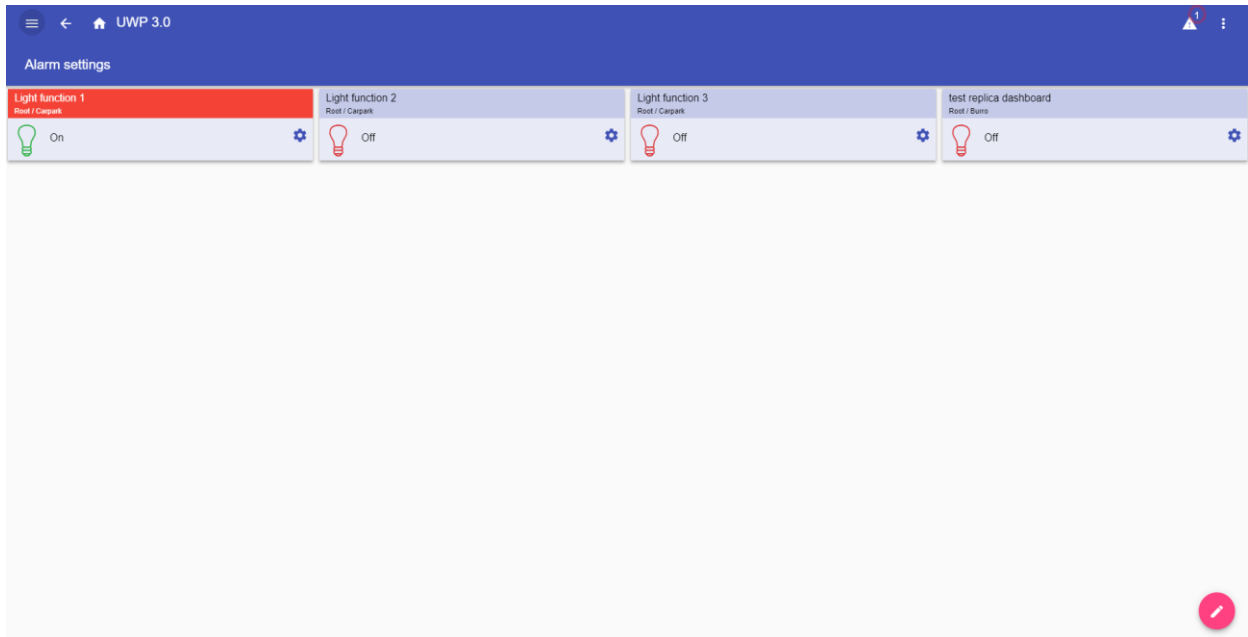 UWP 3.0
1
Alarm settings
Light function 1
Root / Carpark
On
Light function 2
Root / Carpark
Off
Light function 3
Root / Carpark
Off
test replica dashboard
Root / Burro
Off